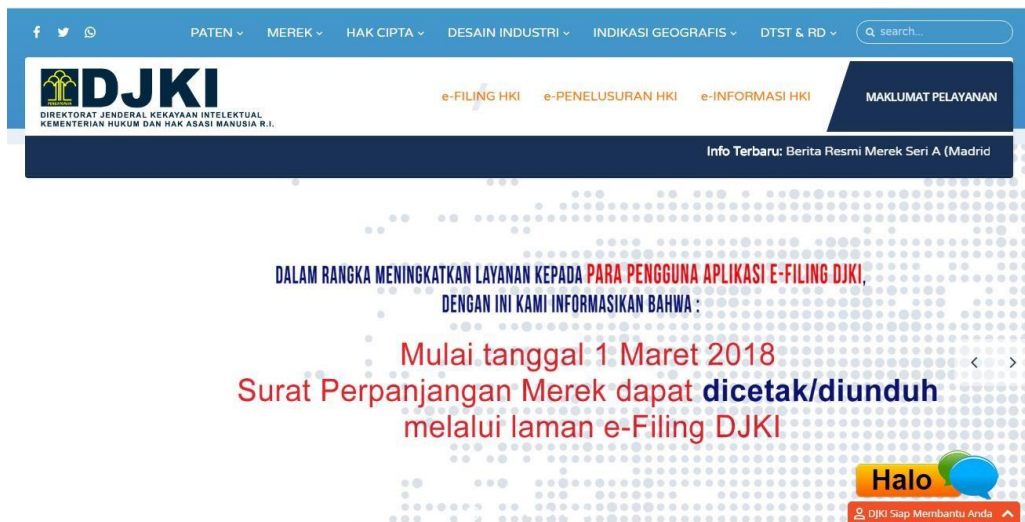 PATEN MEREK HAK CIPTA DESAIN INDUSTRI INDIKASI GEOGRAFIS DTST & RD search...
DJKI
DIREKTORAT JENDERAL KEKAYAAN INTELEKTUAL
KEMENTERIAN HUKUM DAN HAK ASASI MANUSIA R.I.
e-FILING HKI e-PENELUSURAN HKI e-INFORMASI HKI MAKLUMAT PELAYANAN
Info Terbaru: Berita Resmi Merek Seri A (Madrid
DALAM RANGKA MENINGKATKAN LAYANAN KEPADA PARA PENGGUNA APLIKASI E-FILING DJKI,
DENGAN INI KAMI INFORMASIKAN BAHWA :
Mulai tanggal 1 Maret 2018
Surat Perpanjangan Merek dapat dicetak/diunduh
melalui laman e-Filing DJKI
Halo
DJKI Siap Membantu Anda